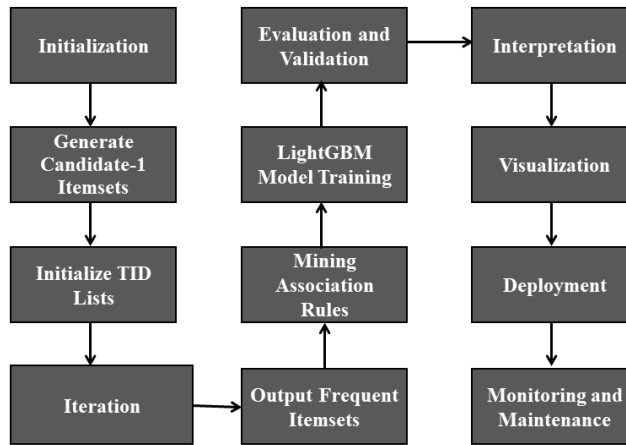 Initialization
Generate
Candidate-1
Itemsets
Initialize TID
Lists
Iteration
Output Frequent
Itemsets
Mining
Association
Rules
LightGBM
Model Training
Evaluation and
Validation
Interpretation
Visualization
Deployment
Monitoring and
Maintenance